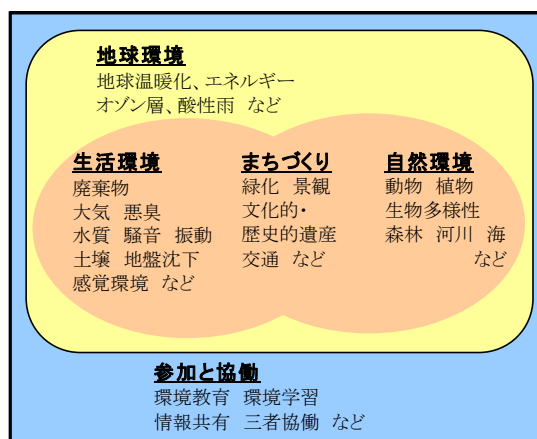 地球環境
地球温暖化、エネルギー
オゾン層、酸性雨 など
生活環境
廃棄物
大気 悪臭
水質 騒音 振動
土壌 地盤沈下
感覚環境 など
まちづくり
緑化 景観
文化的・
歴史的遺産
交通 など
自然環境
動物 植物
生物多様性
森林 河川 海
など
参加と協働
環境教育 環境学習
情報共有 三者協働 など